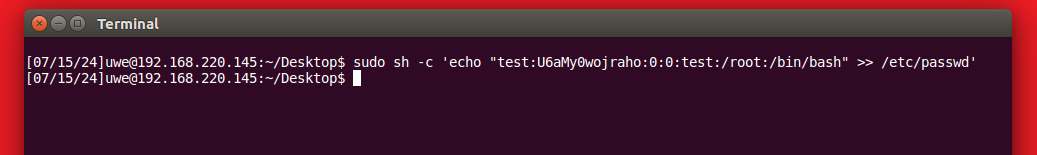 Terminal
[07/15/24]uwe@192.168.220.145:~/Desktop$ sudo sh -c 'echo "test:U6aMy0wojraho:0:0:test:/root:/bin/bash" >> /etc/passwd'
[07/15/24]uwe@192.168.220.145:~/Desktop$